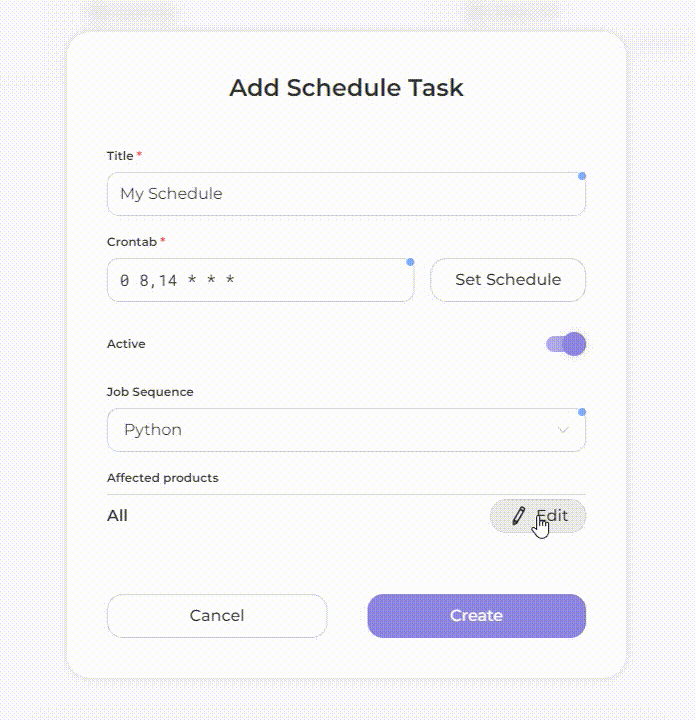 Add Schedule Task
Title *
My Schedule
Crontab *
0 8,14 * * *
Set Schedule
Active
Job Sequence
Python
Affected products
All
Edit
Cancel
Create